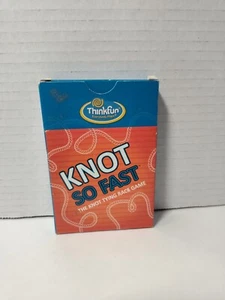 ThinkFun
KNOT
SO FAST
THE KNOT TYING RACE GAME